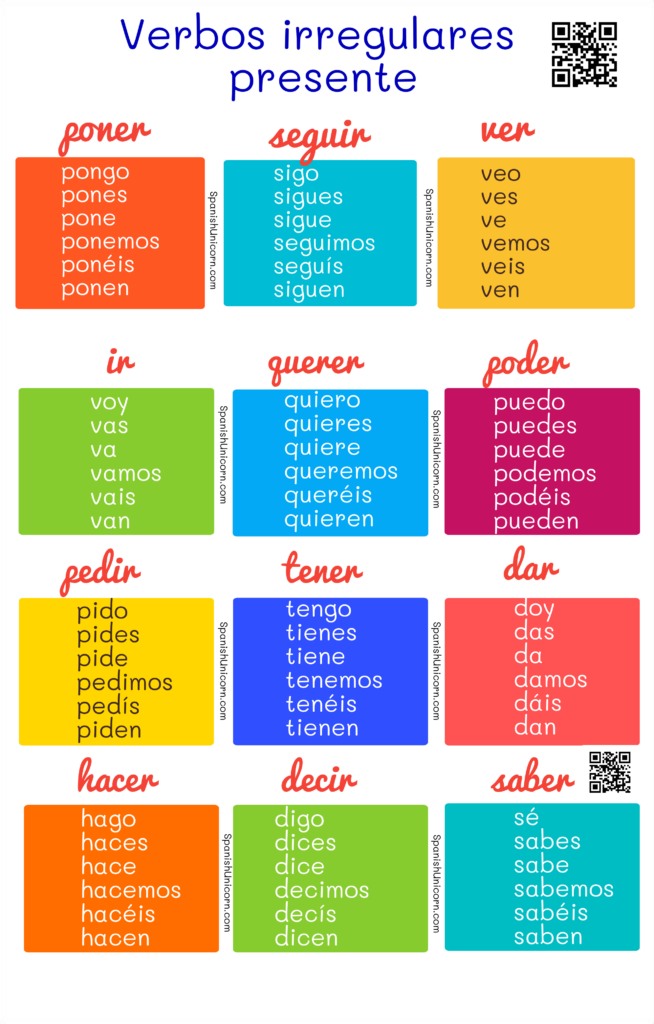 Verbos irregulares
presente
poner
pongo
pones
pone
ponemos
ponéis
ponen
SpanishUnicorn.com
seguir
sigo
sigues
sigue
seguimos
seguís
siguen
SpanishUnicorn.com
ver
veo
ves
ve
vemos
veis
ven
ir
voy
vas
va
vamos
vais
van
SpanishUnicorn.com
querer
quiero
quieres
quiere
queremos
queréis
quieren
SpanishUnicorn.com
poder
puedo
puedes
puede
podemos
podéis
pueden
pedir
pido
pides
pide
pedimos
pedís
piden
SpanishUnicorn.com
tener
tengo
tienes
tiene
tenemos
tenéis
tienen
SpanishUnicorn.com
dar
doy
das
da
damos
dáis
dan
hacer
hago
haces
hace
hacemos
hacéis
hacen
SpanishUnicorn.com
decir
digo
dices
dice
decimos
decís
dicen
SpanishUnicorn.com
saber
sé
sabes
sabe
sabemos
sabéis
saben